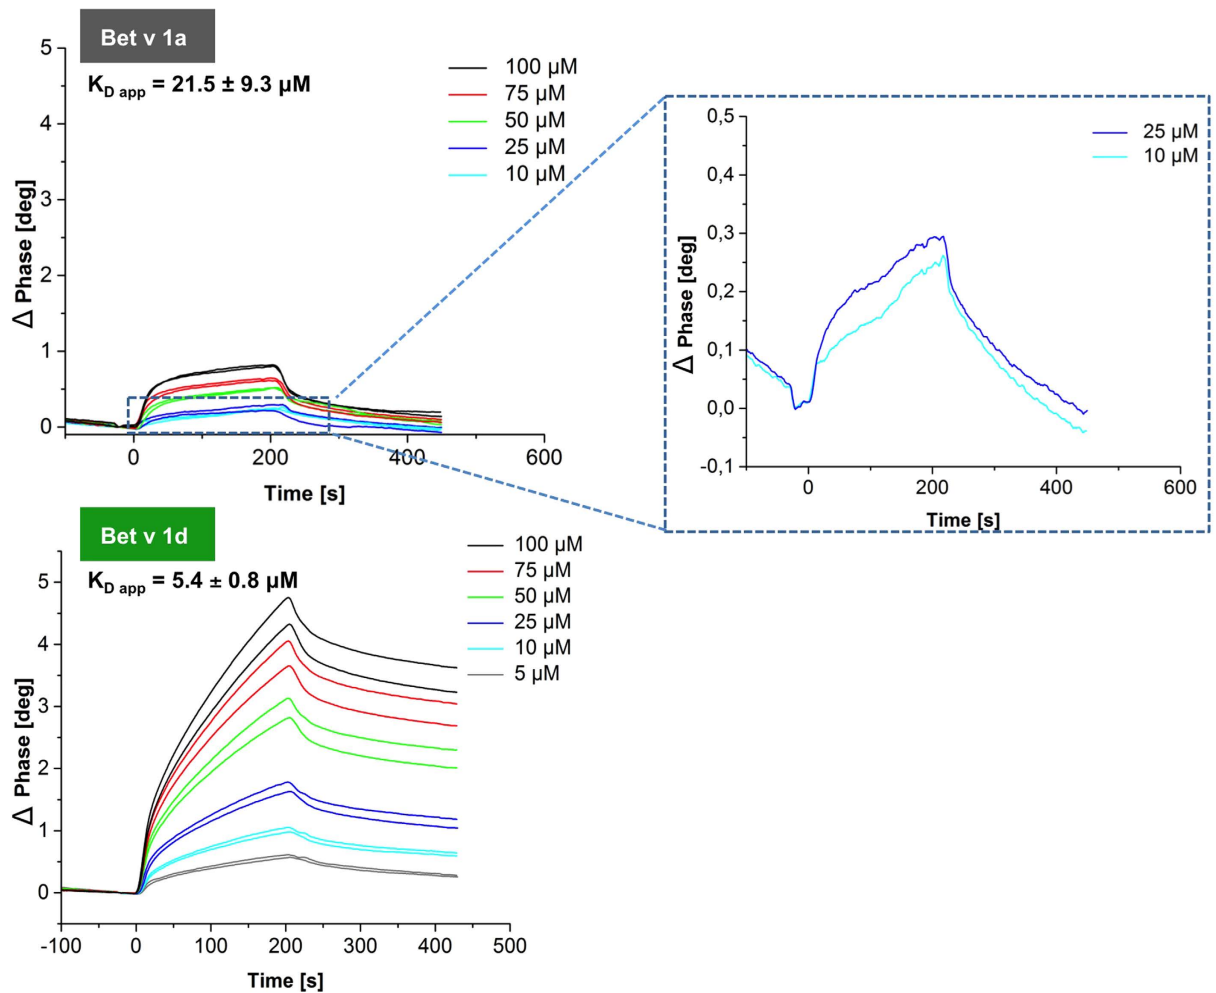 Bet v 1a
K_D app = 21.5 ± 9.3 µM
5
4
3
2
1
0
Δ Phase [deg]
0
200
400
600
Time [s]
100 µM
75 µM
50 µM
25 µM
10 µM
0,5
0,4
0,3
0,2
0,1
0,0
-0,1
Δ Phase [deg]
0
200
400
600
Time [s]
25 µM
10 µM
Bet v 1d
K_D app = 5.4 ± 0.8 µM
5
4
3
2
1
0
Δ Phase [deg]
-100
0
100
200
300
400
500
Time [s]
100 µM
75 µM
50 µM
25 µM
10 µM
5 µM